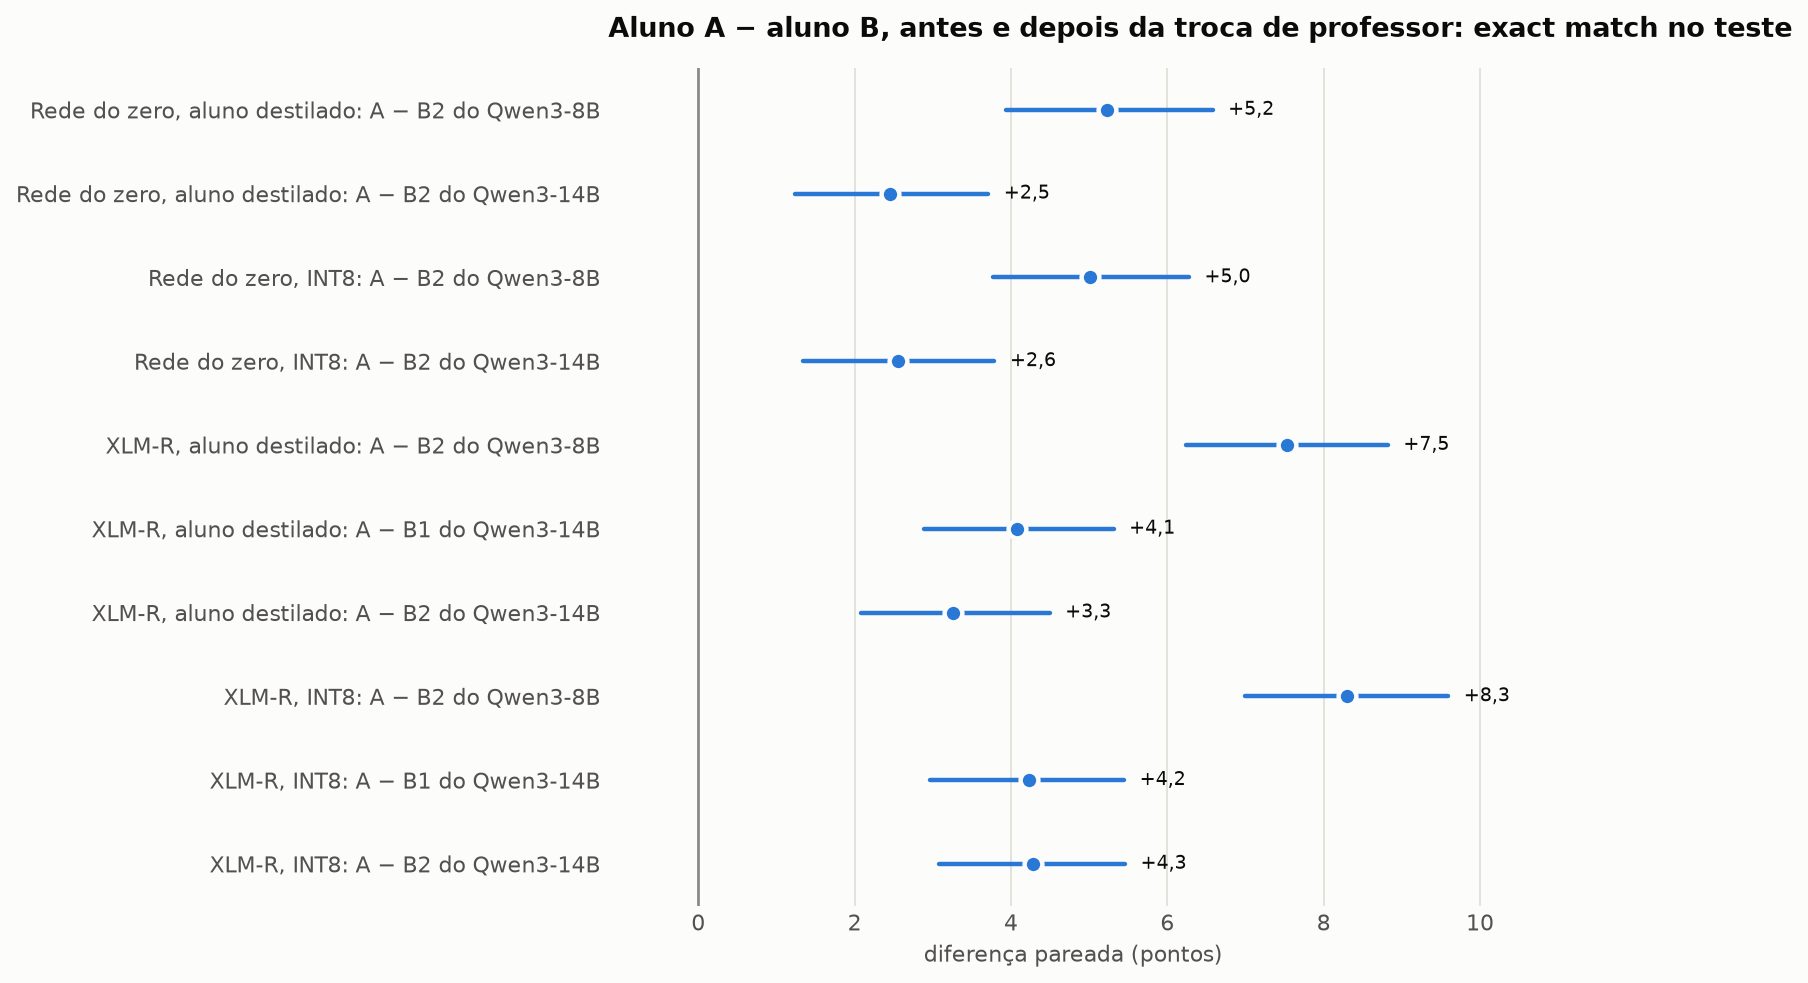 Aluno A − aluno B, antes e depois da troca de professor: exact match no teste
Rede do zero, aluno destilado: A − B2 do Qwen3-8B
+5,2
Rede do zero, aluno destilado: A − B2 do Qwen3-14B
+2,5
Rede do zero, INT8: A − B2 do Qwen3-8B
+5,0
Rede do zero, INT8: A − B2 do Qwen3-14B
+2,6
XLM-R, aluno destilado: A − B2 do Qwen3-8B
+7,5
XLM-R, aluno destilado: A − B1 do Qwen3-14B
+4,1
XLM-R, aluno destilado: A − B2 do Qwen3-14B
+3,3
XLM-R, INT8: A − B2 do Qwen3-8B
+8,3
XLM-R, INT8: A − B1 do Qwen3-14B
+4,2
XLM-R, INT8: A − B2 do Qwen3-14B
+4,3
0 2 4 6 8 10
diferença pareada (pontos)